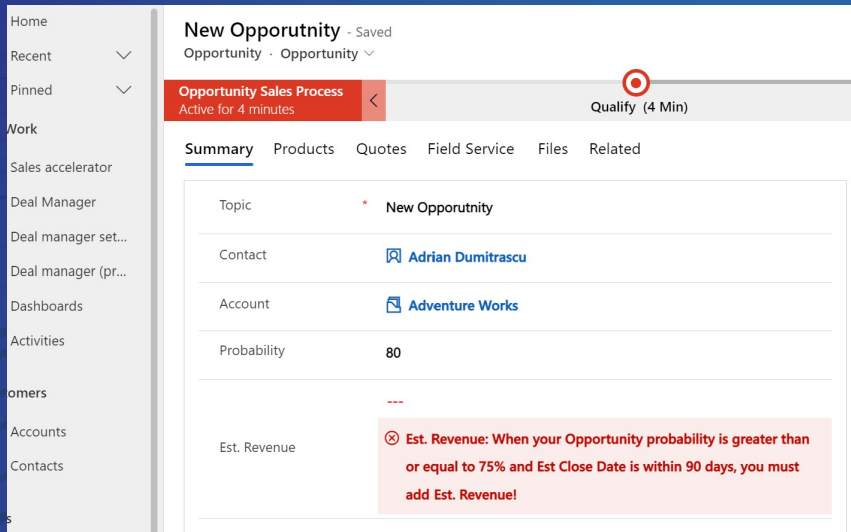 Home
Recent
Pinned
Work
Sales accelerator
Deal Manager
Deal manager set...
Deal manager (pr...
Dashboards
Activities
omers
Accounts
Contacts
s
New Opporutnity - Saved
Opportunity · Opportunity
Opportunity Sales Process
Active for 4 minutes
Qualify (4 Min)
Summary Products Quotes Field Service Files Related
Topic * New Opporutnity
Contact Adrian Dumitrascu
Account Adventure Works
Probability 80
---
Est. Revenue
Est. Revenue: When your Opportunity probability is greater than
or equal to 75% and Est Close Date is within 90 days, you must
add Est. Revenue!